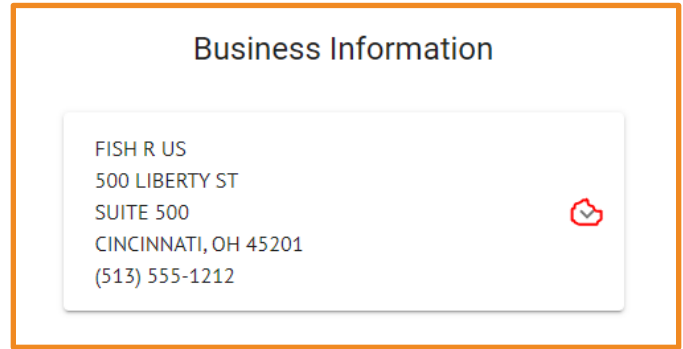 Business Information
FISH R US
500 LIBERTY ST
SUITE 500
CINCINNATI, OH 45201
(513) 555-1212